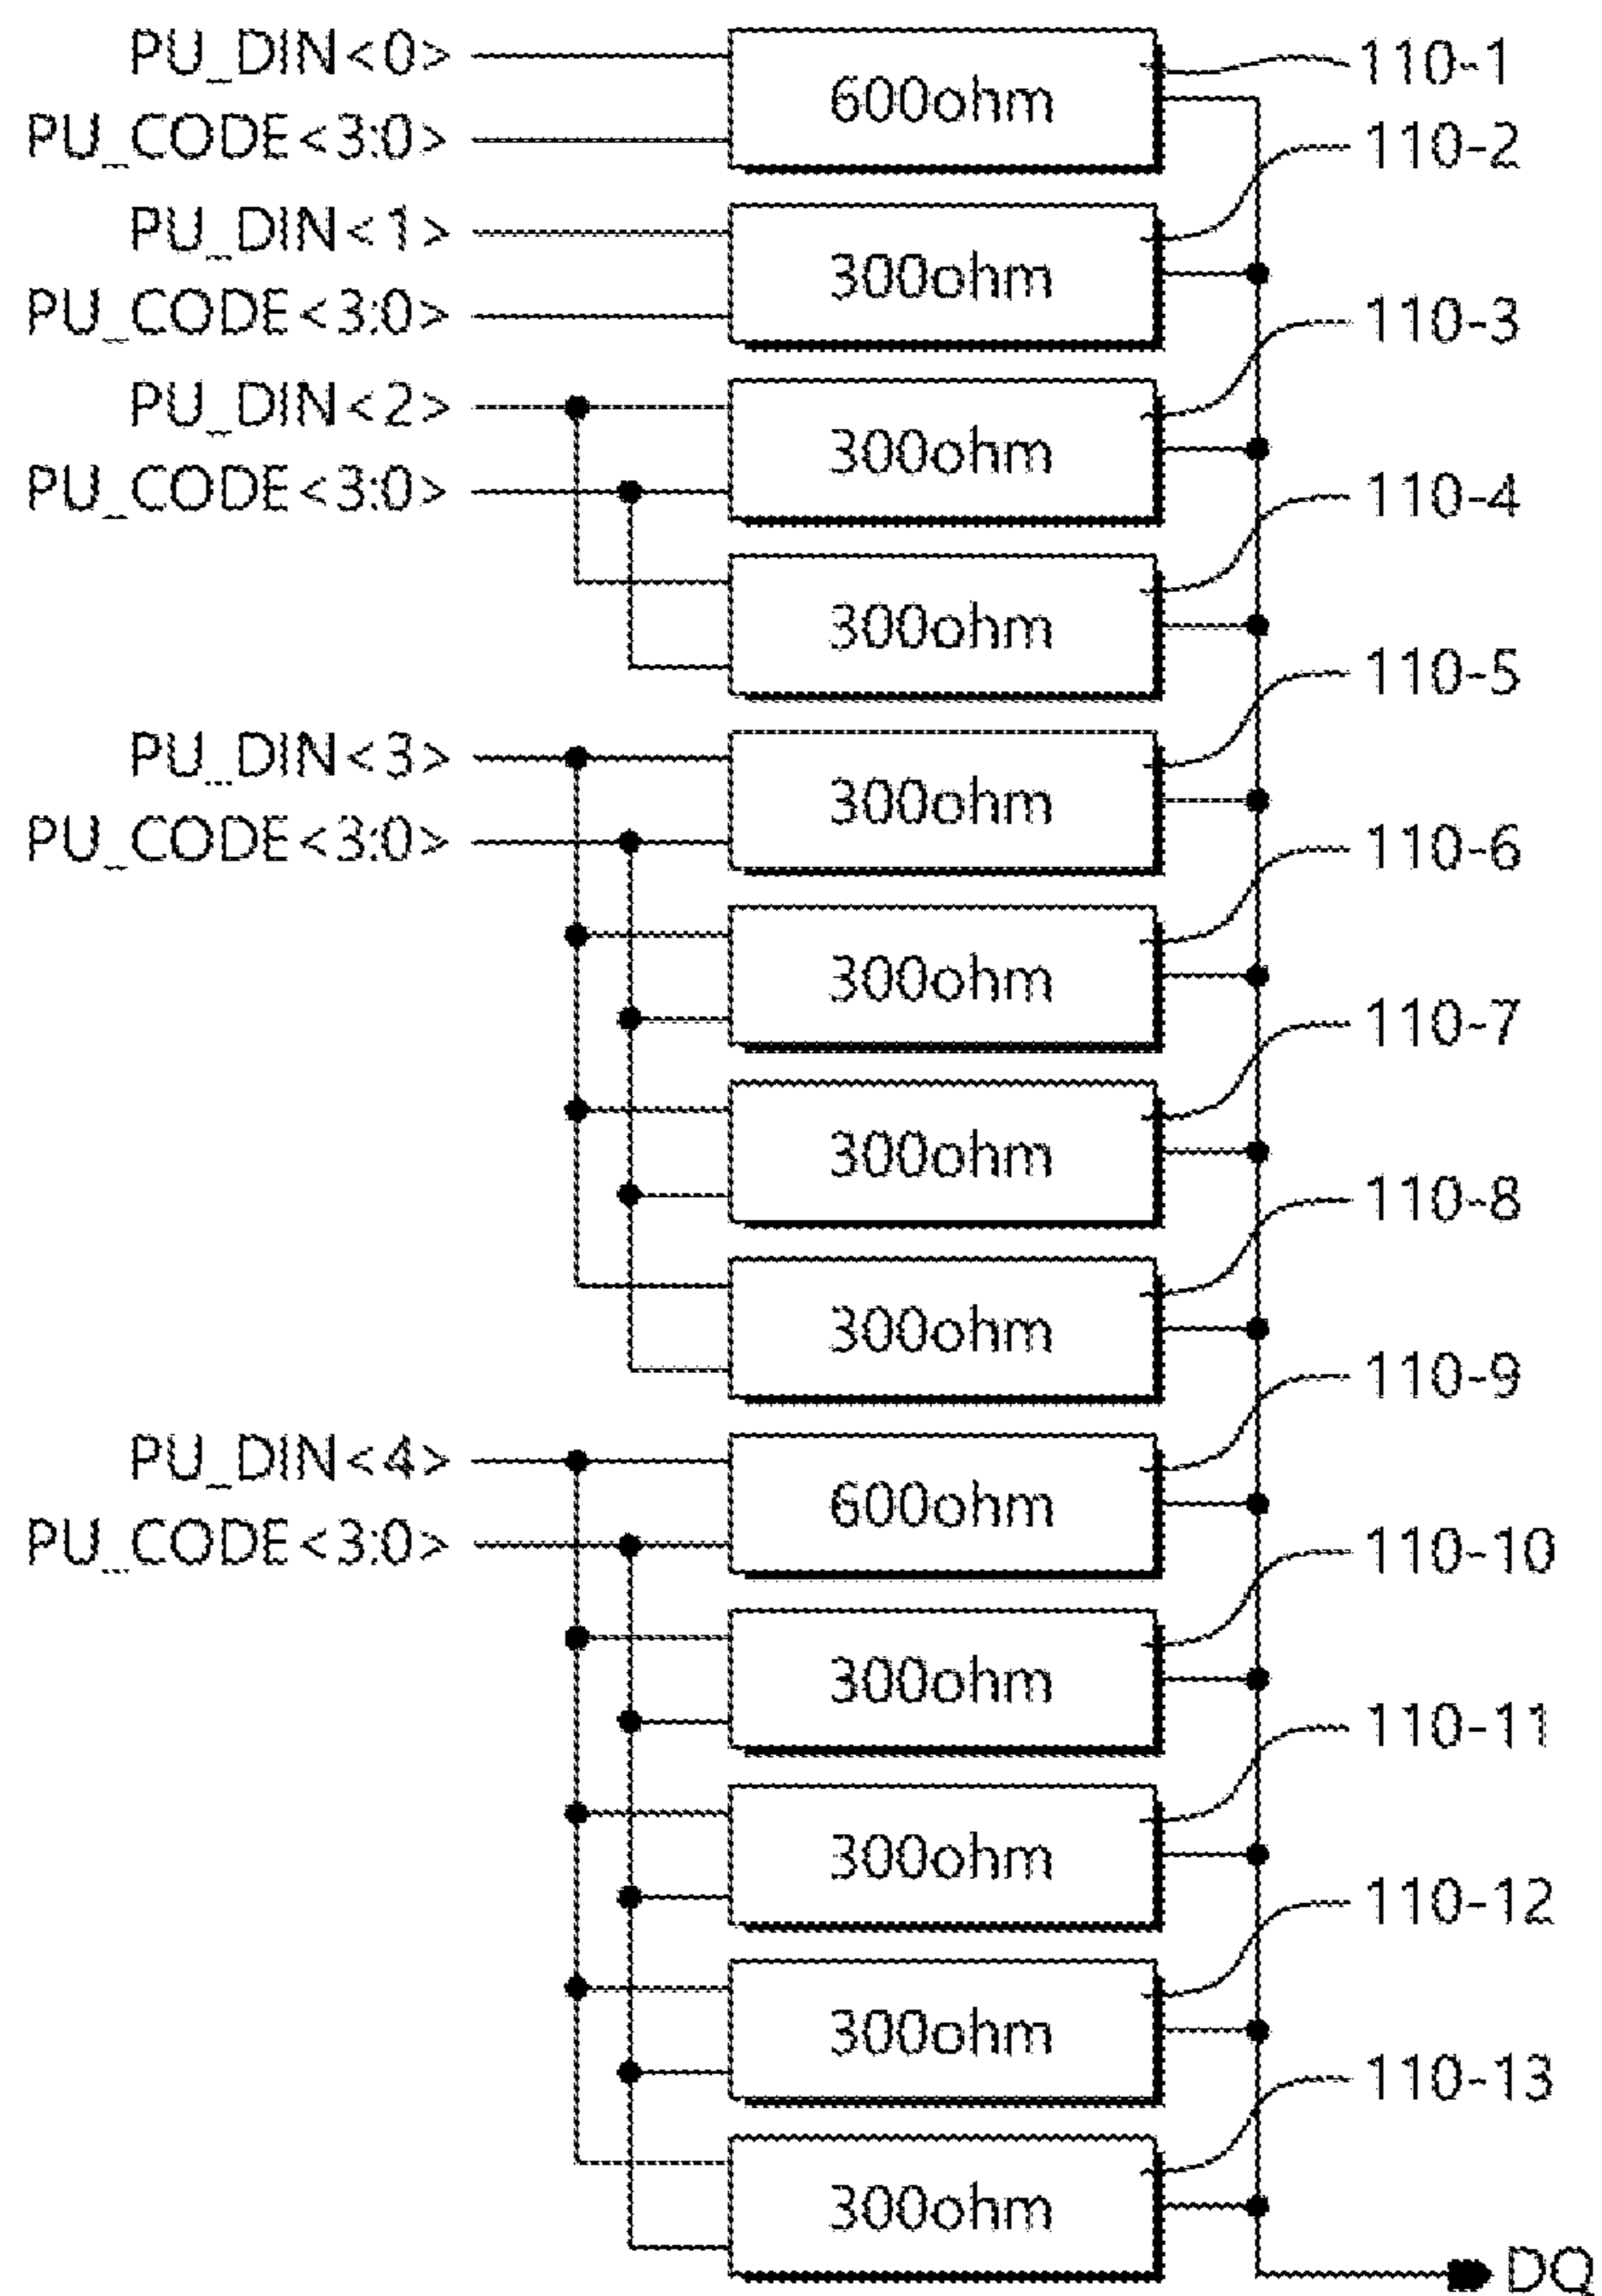 PU_DIN<0>
600ohm
110-1
PU_CODE<3:0>
110-2
PU_DIN<1>
300ohm
PU_CODE<3:0>
110-3
PU_DIN<2>
300ohm
PU_CODE<3:0>
110-4
300ohm
110-5
PU_DIN<3>
300ohm
PU_CODE<3:0>
110-6
300ohm
110-7
300ohm
110-8
300ohm
110-9
PU_DIN<4>
600ohm
PU_CODE<3:0>
110-10
300ohm
110-11
300ohm
110-12
300ohm
110-13
300ohm
DQ